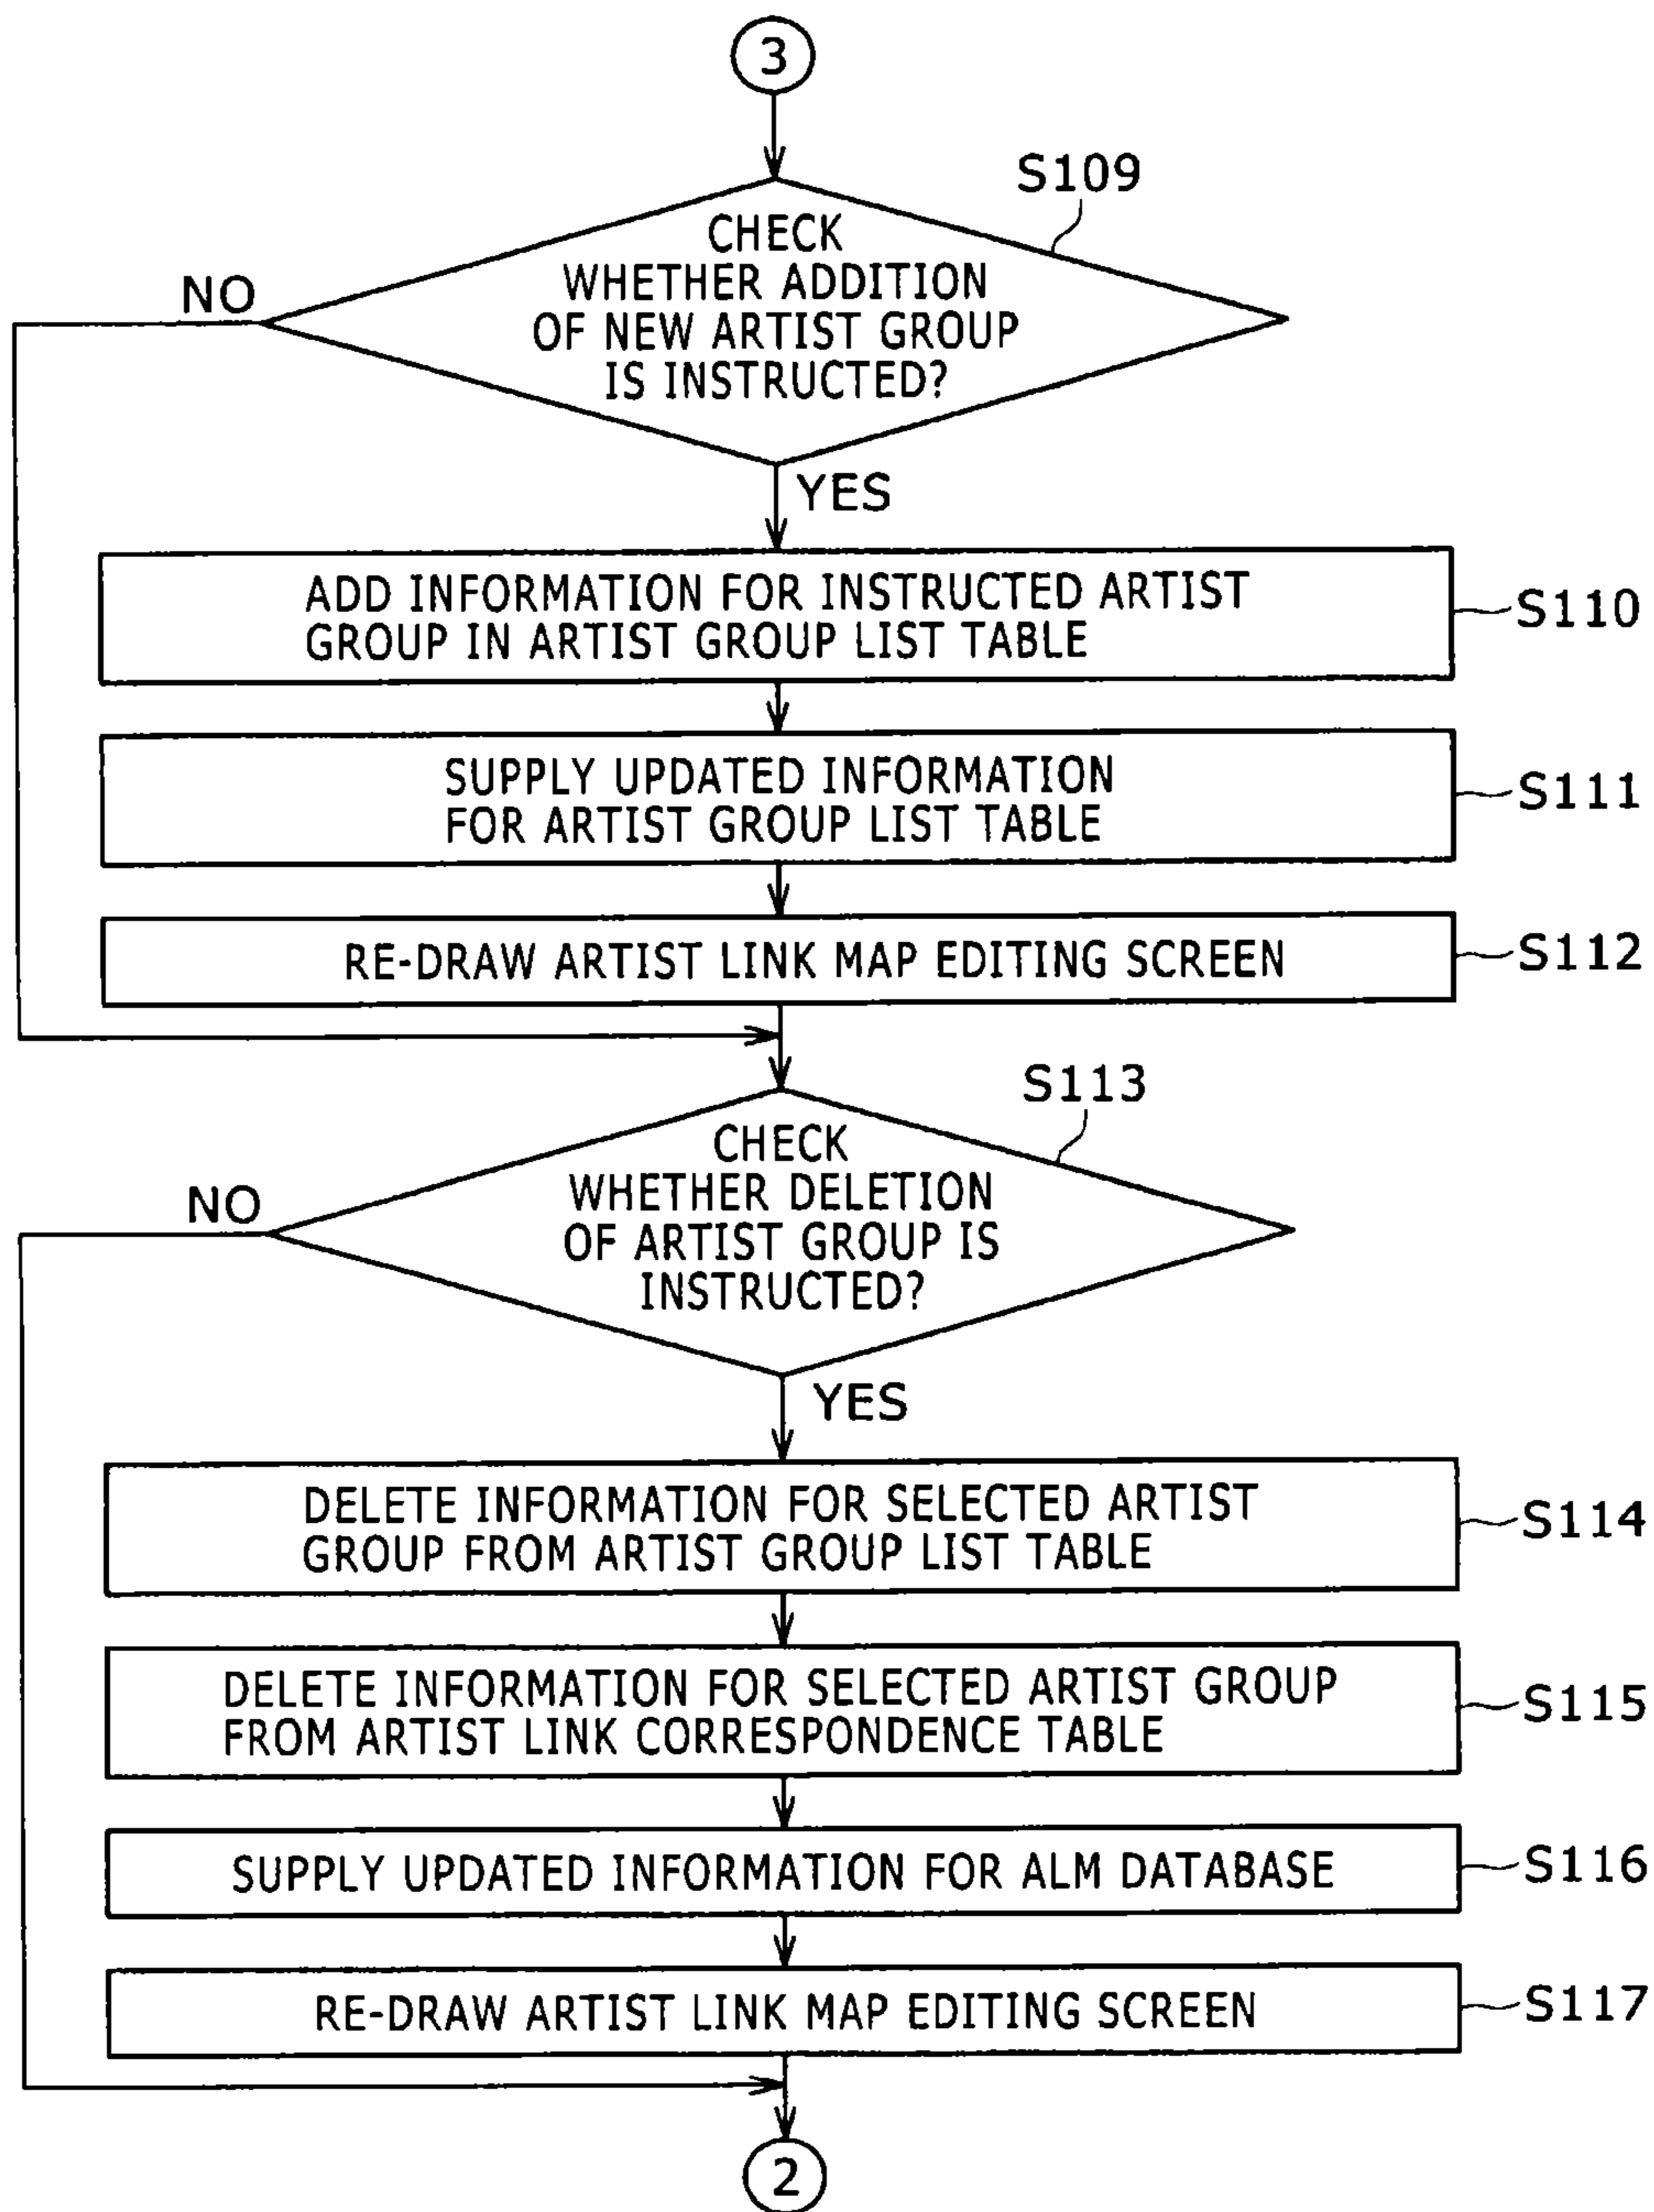 3
S109
CHECK
WHETHER ADDITION
OF NEW ARTIST GROUP
IS INSTRUCTED?
NO
YES
ADD INFORMATION FOR INSTRUCTED ARTIST
GROUP IN ARTIST GROUP LIST TABLE
S110
SUPPLY UPDATED INFORMATION
FOR ARTIST GROUP LIST TABLE
S111
RE-DRAW ARTIST LINK MAP EDITING SCREEN
S112
S113
CHECK
WHETHER DELETION
OF ARTIST GROUP IS
INSTRUCTED?
NO
YES
DELETE INFORMATION FOR SELECTED ARTIST
GROUP FROM ARTIST GROUP LIST TABLE
S114
DELETE INFORMATION FOR SELECTED ARTIST GROUP
FROM ARTIST LINK CORRESPONDENCE TABLE
S115
SUPPLY UPDATED INFORMATION FOR ALM DATABASE
S116
RE-DRAW ARTIST LINK MAP EDITING SCREEN
S117
2